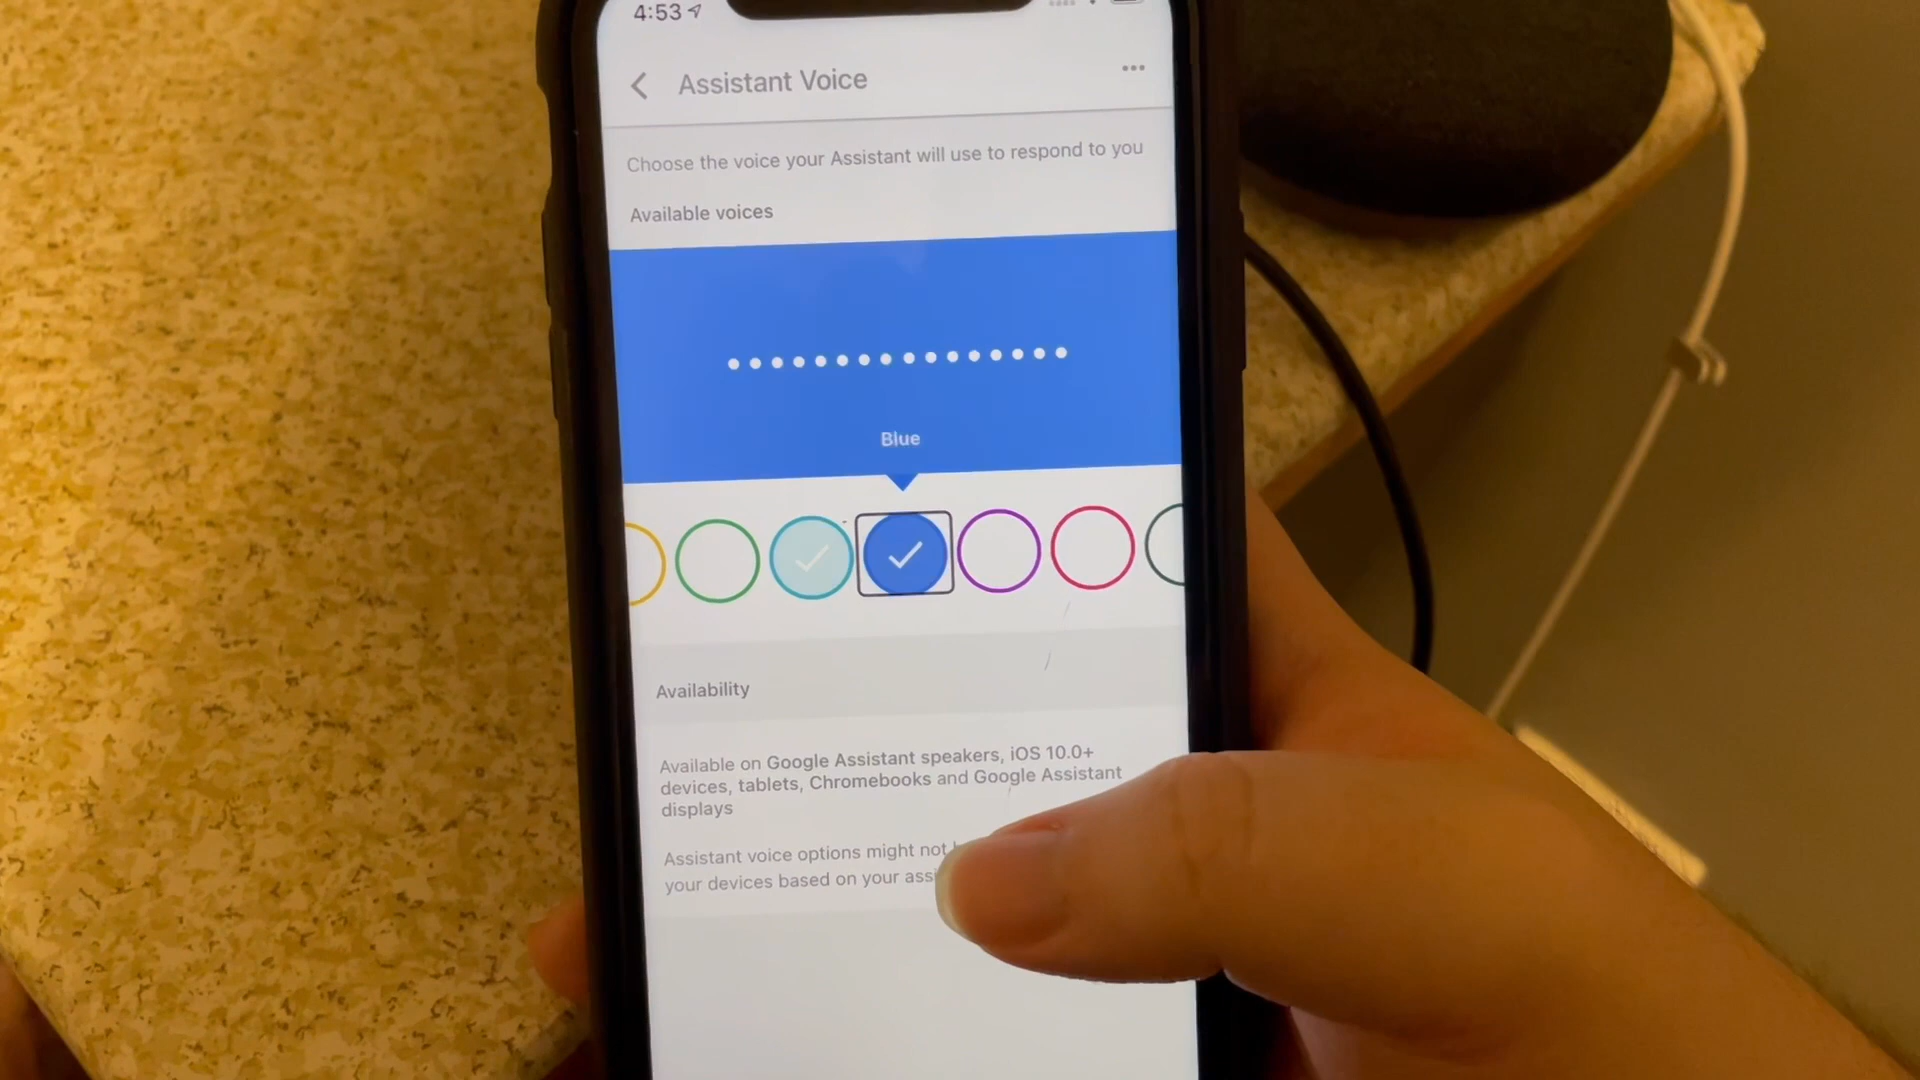 4:53
Assistant Voice
Choose the voice your Assistant will use to respond to you
Available voices
Blue
Availability
Available on Google Assistant speakers, iOS 10.0+
devices, tablets, Chromebooks and Google Assistant
displays
Assistant voice options might not
your devices based on your